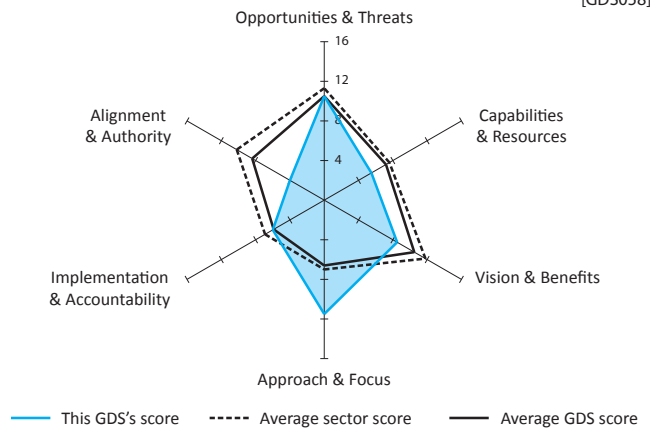 [GDS058]
Opportunities & Threats
16
12
8
4
Alignment
& Authority
Capabilities
& Resources
Implementation
& Accountability
Vision & Benefits
Approach & Focus
This GDS's score
Average sector score
Average GDS score